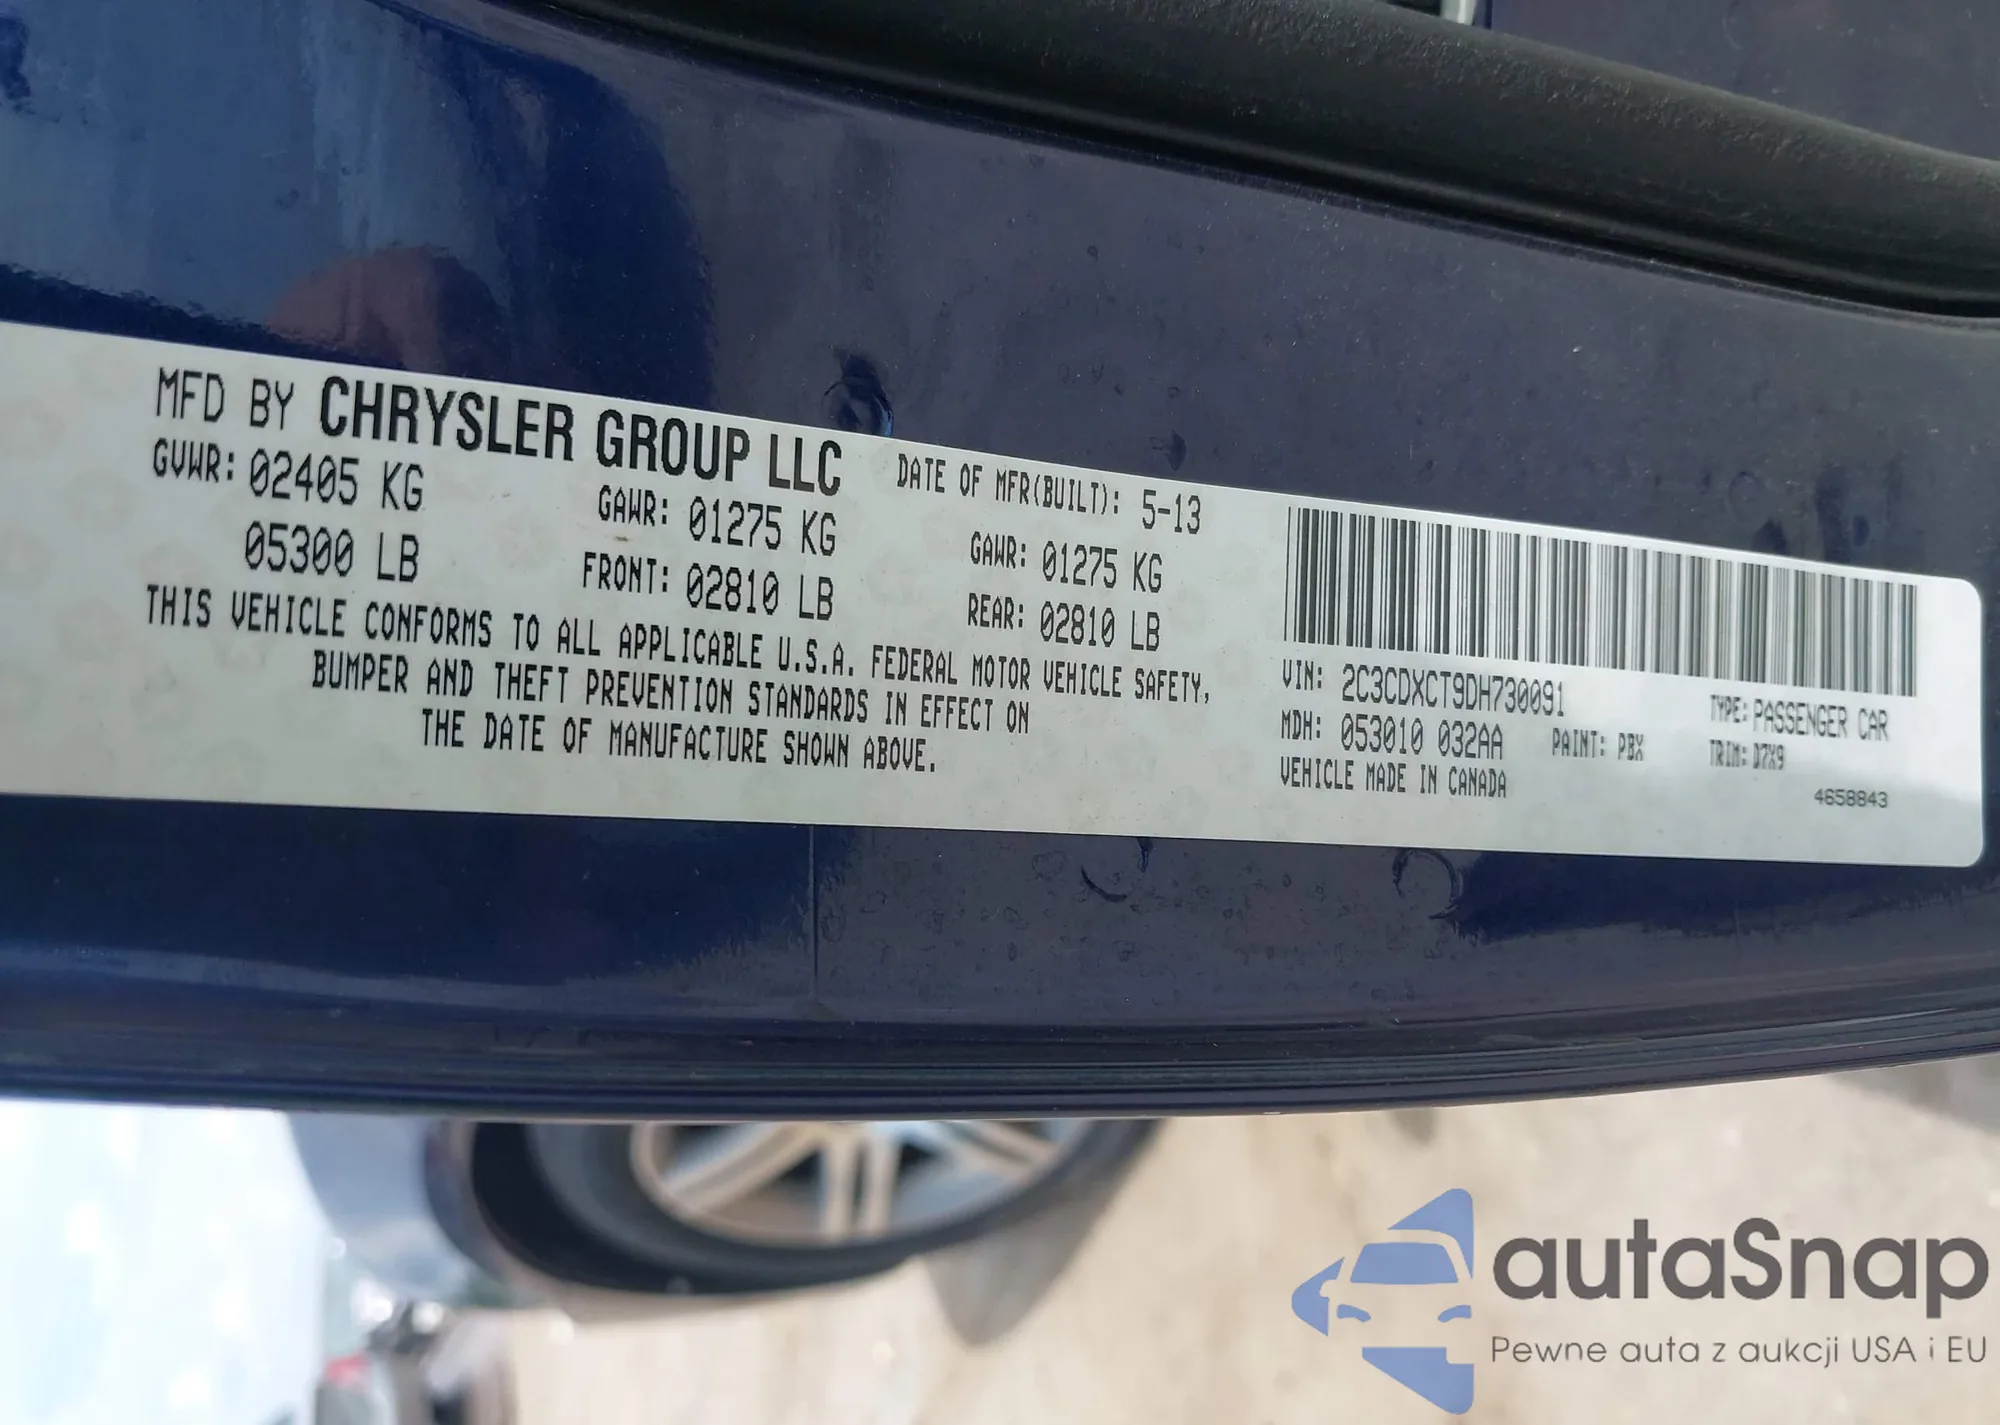 MFD BY CHRYSLER GROUP LLC DATE OF MFR(BUILT): 5-13
GVWR: 02405 KG GAWR: 01275 KG GAWR: 01275 KG
05300 LB FRONT: 02810 LB REAR: 02810 LB
THIS VEHICLE CONFORMS TO ALL APPLICABLE U.S.A. FEDERAL MOTOR VEHICLE SAFETY,
BUMPER AND THEFT PREVENTION STANDARDS IN EFFECT ON
THE DATE OF MANUFACTURE SHOWN ABOVE.
VIN: 2C3CDXCT9DH730091 TYPE: PASSENGER CAR
MDH: 053010 032AA PAINT: PBX TRIM: D7X9
VEHICLE MADE IN CANADA 4658843
autaSnap
Pewne auta z aukcji USA i EU